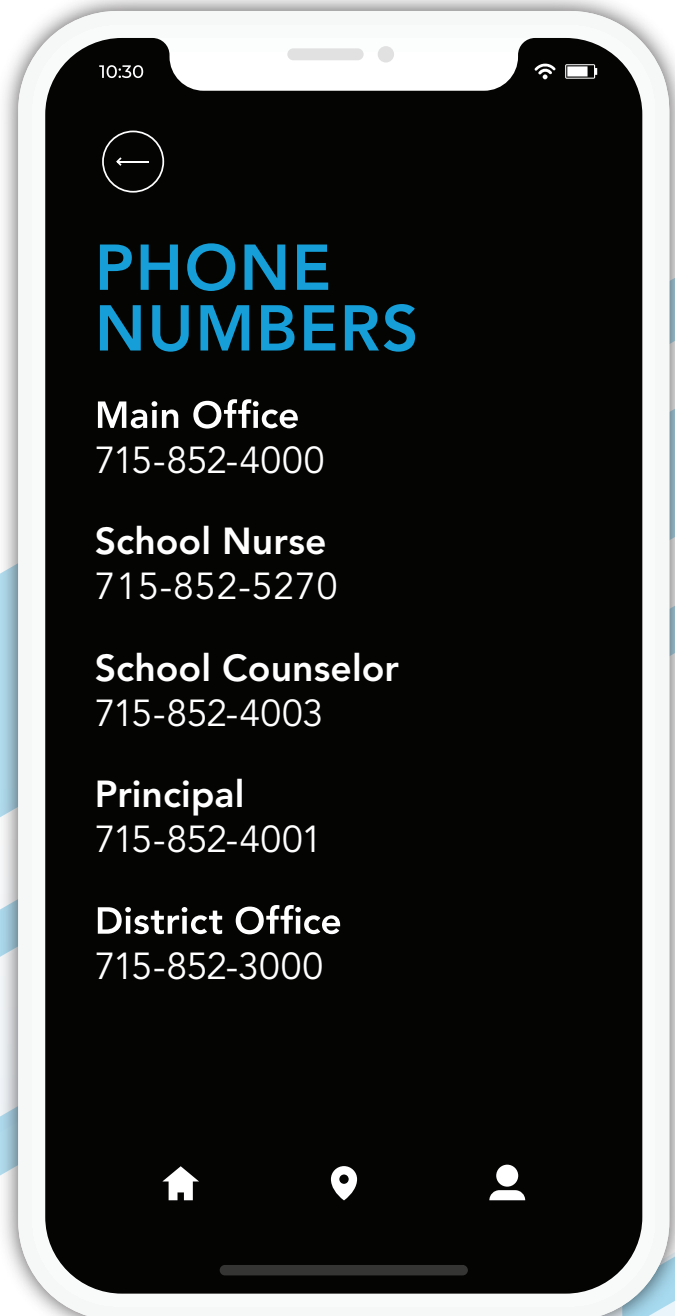 10:30
PHONE
NUMBERS
Main Office
715-852-4000
School Nurse
715-852-5270
School Counselor
715-852-4003
Principal
715-852-4001
District Office
715-852-3000